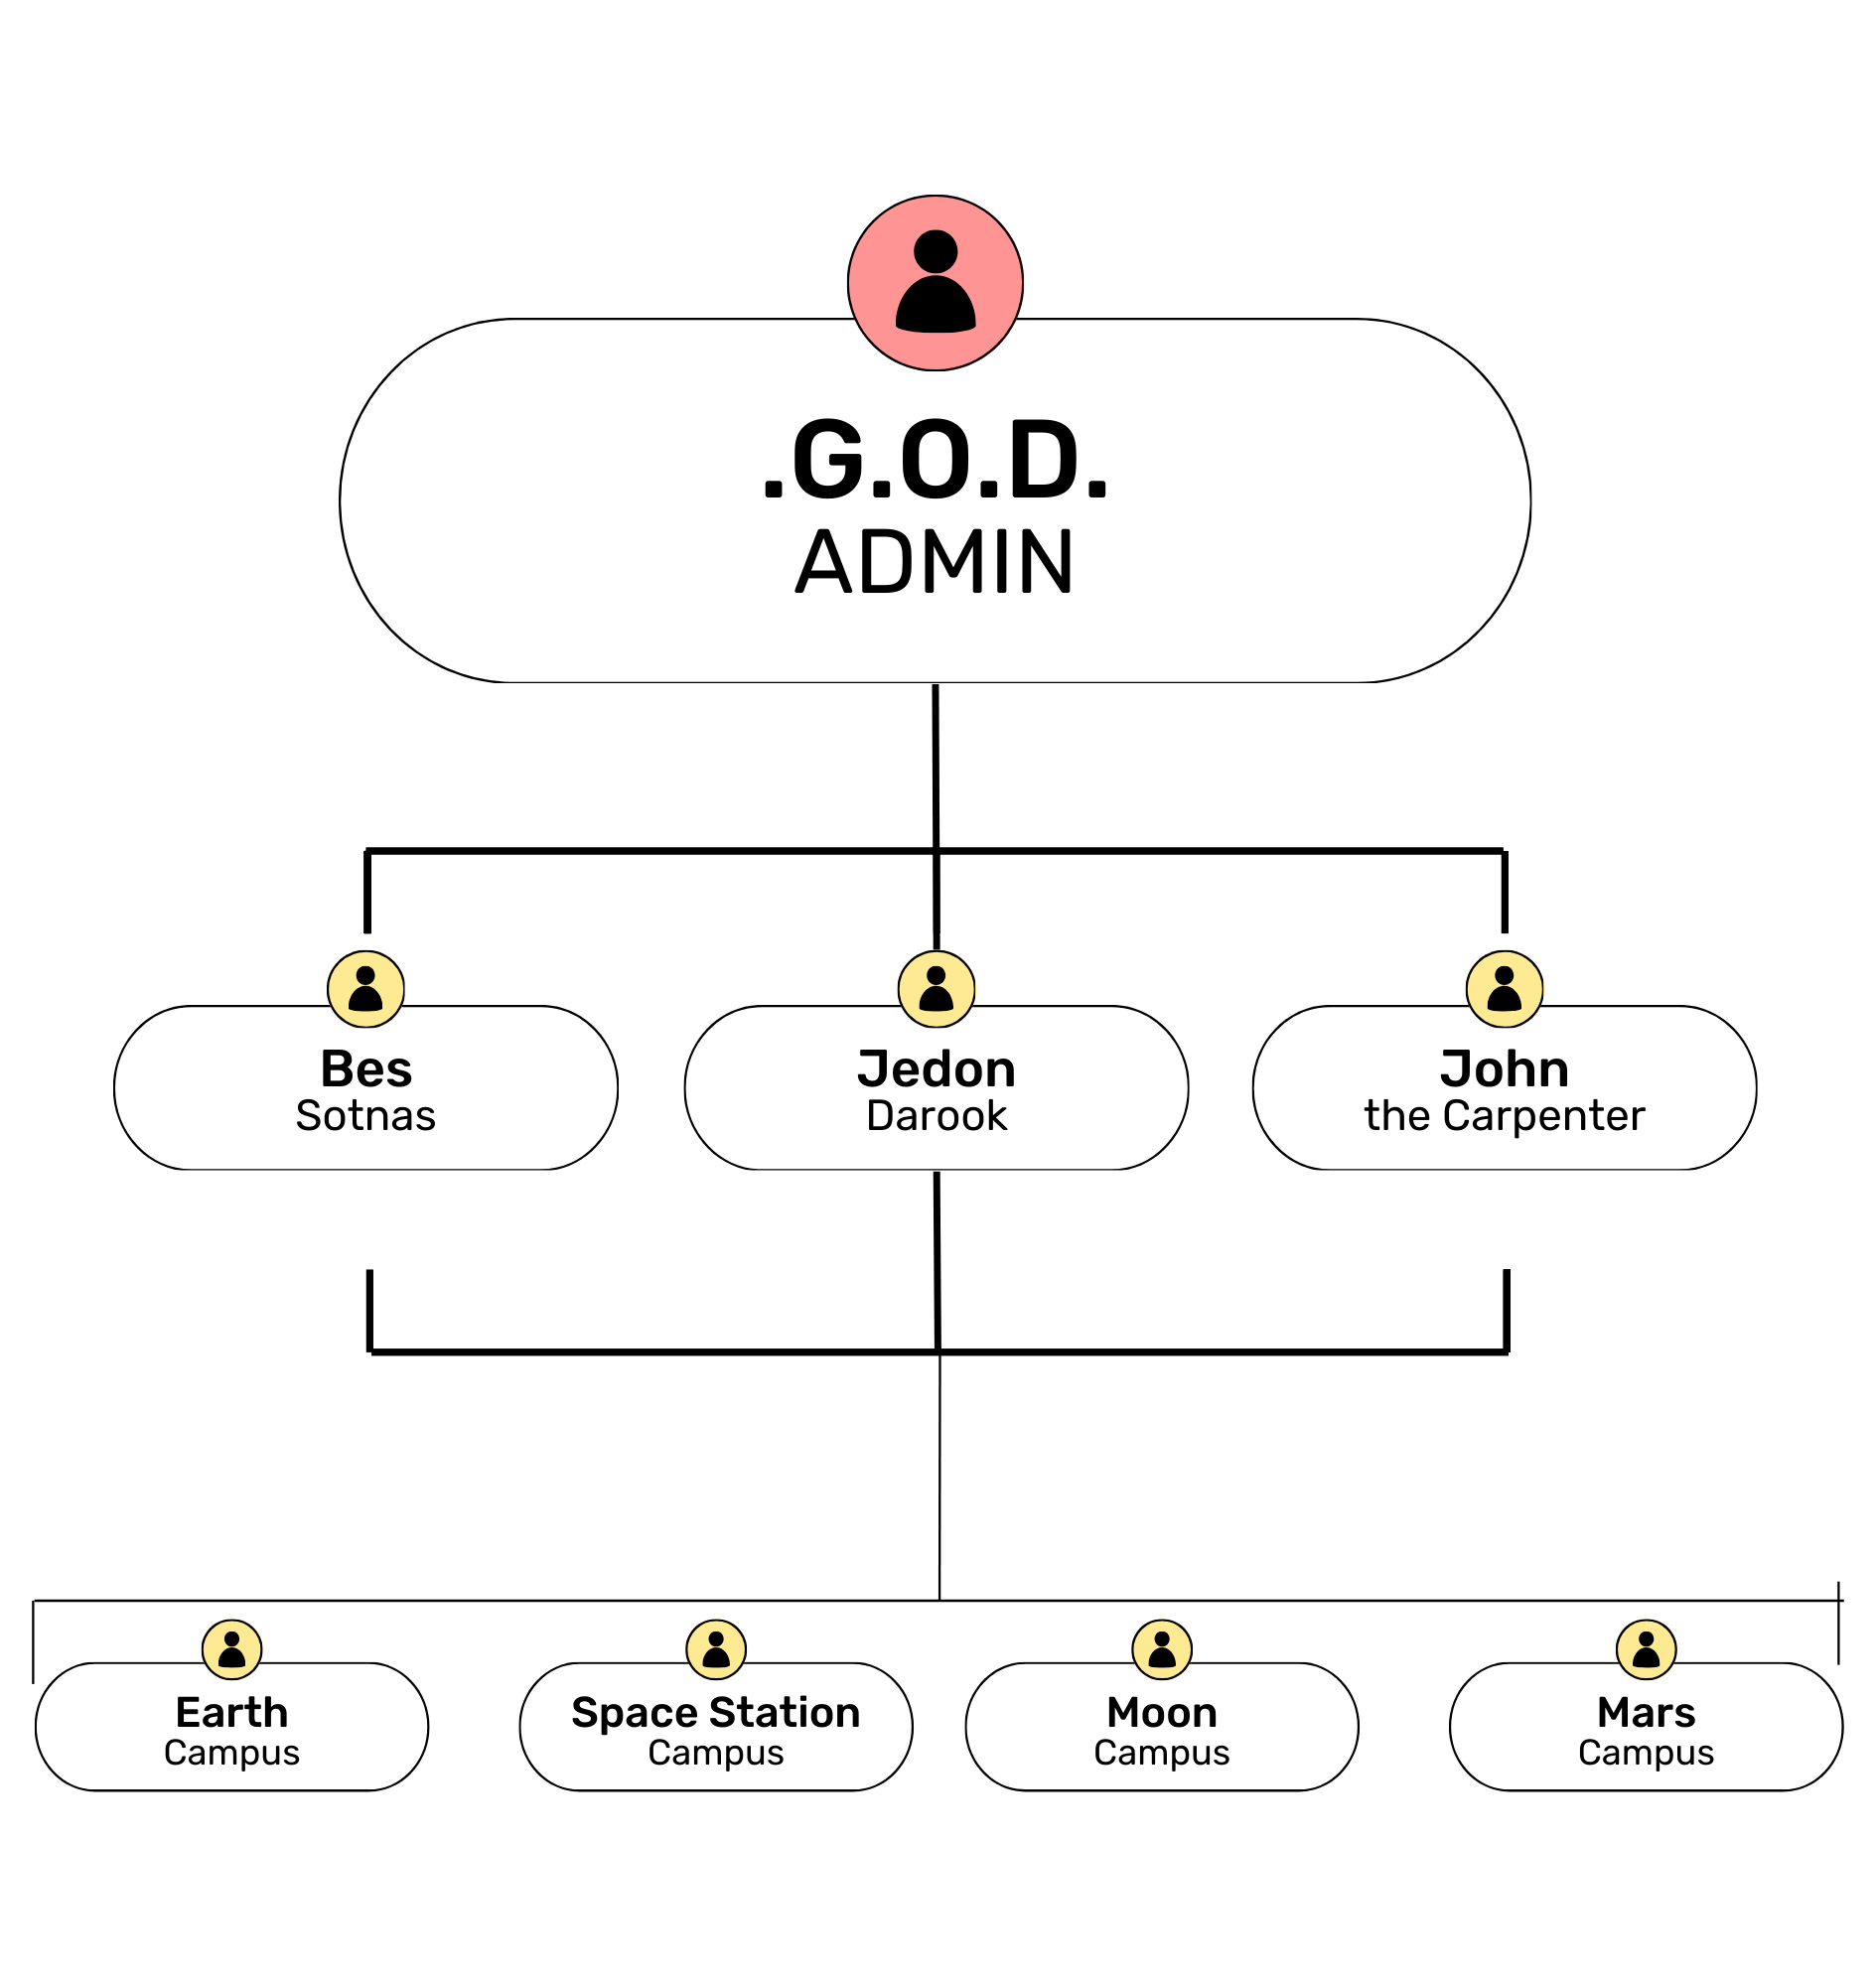 .G.O.D.
ADMIN
Bes
Sotnas
Jedon
Darook
John
the Carpenter
Earth
Campus
Space Station
Campus
Moon
Campus
Mars
Campus